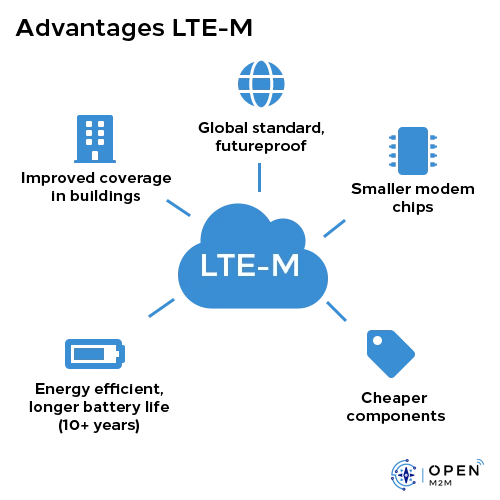 Advantages LTE-M
Global standard,
futureproof
Improved coverage
in buildings
Smaller modem
chips
LTE-M
Energy efficient,
longer battery life
(10+ years)
Cheaper
components
OPEN
M2M